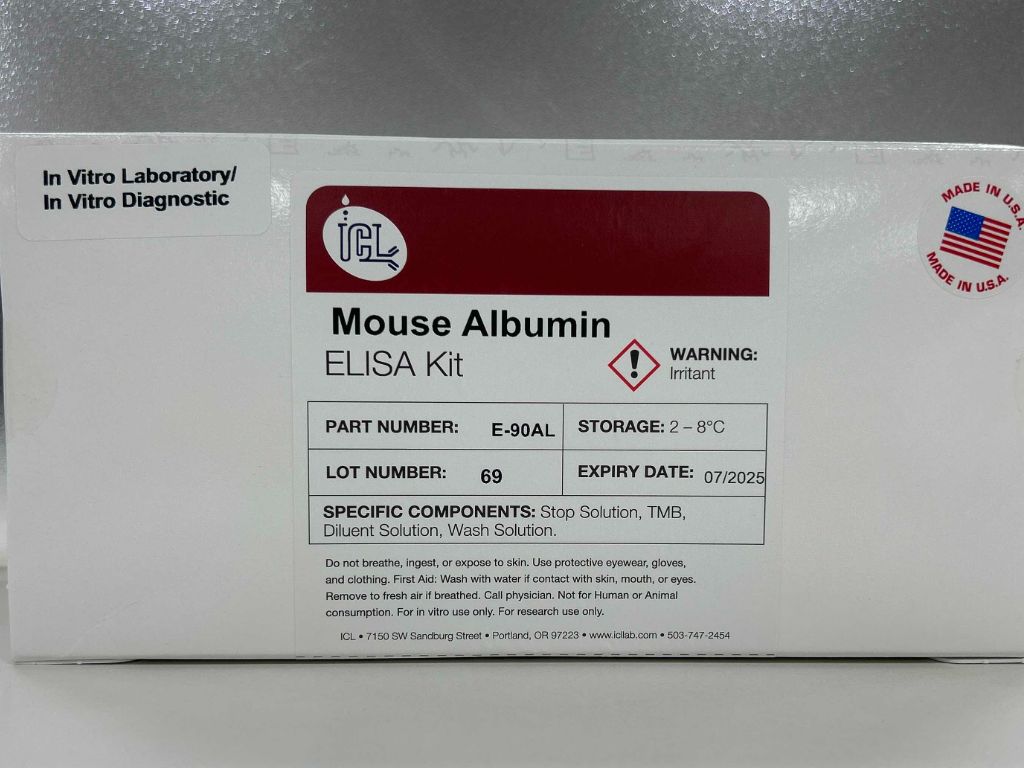 In Vitro Laboratory/
In Vitro Diagnostic
ICL
MADE IN U.S.A.
MADE IN U.S.A.
Mouse Albumin
ELISA Kit
WARNING:
Irritant
PART NUMBER: E-90AL
STORAGE: 2 – 8°C
LOT NUMBER: 69
EXPIRY DATE: 07/2025
SPECIFIC COMPONENTS: Stop Solution, TMB,
Diluent Solution, Wash Solution.
Do not breathe, ingest, or expose to skin. Use protective eyewear, gloves,
and clothing. First Aid: Wash with water if contact with skin, mouth, or eyes.
Remove to fresh air if breathed. Call physician. Not for Human or Animal
consumption. For in vitro use only. For research use only.
ICL • 7150 SW Sandburg Street • Portland, OR 97223 • www.icllab.com • 503-747-2454